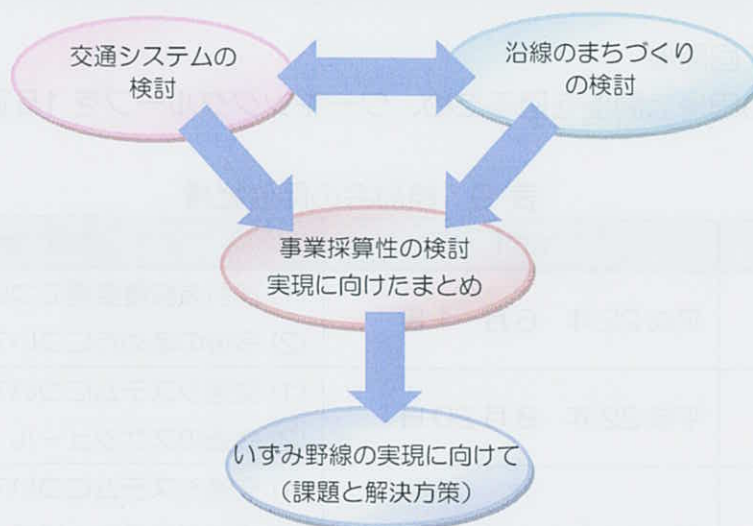 交通システムの
検討
沿線のまちづくり
の検討
事業採算性の検討
実現に向けたまとめ
いずみ野線の実現に向けて
（課題と解決方策）